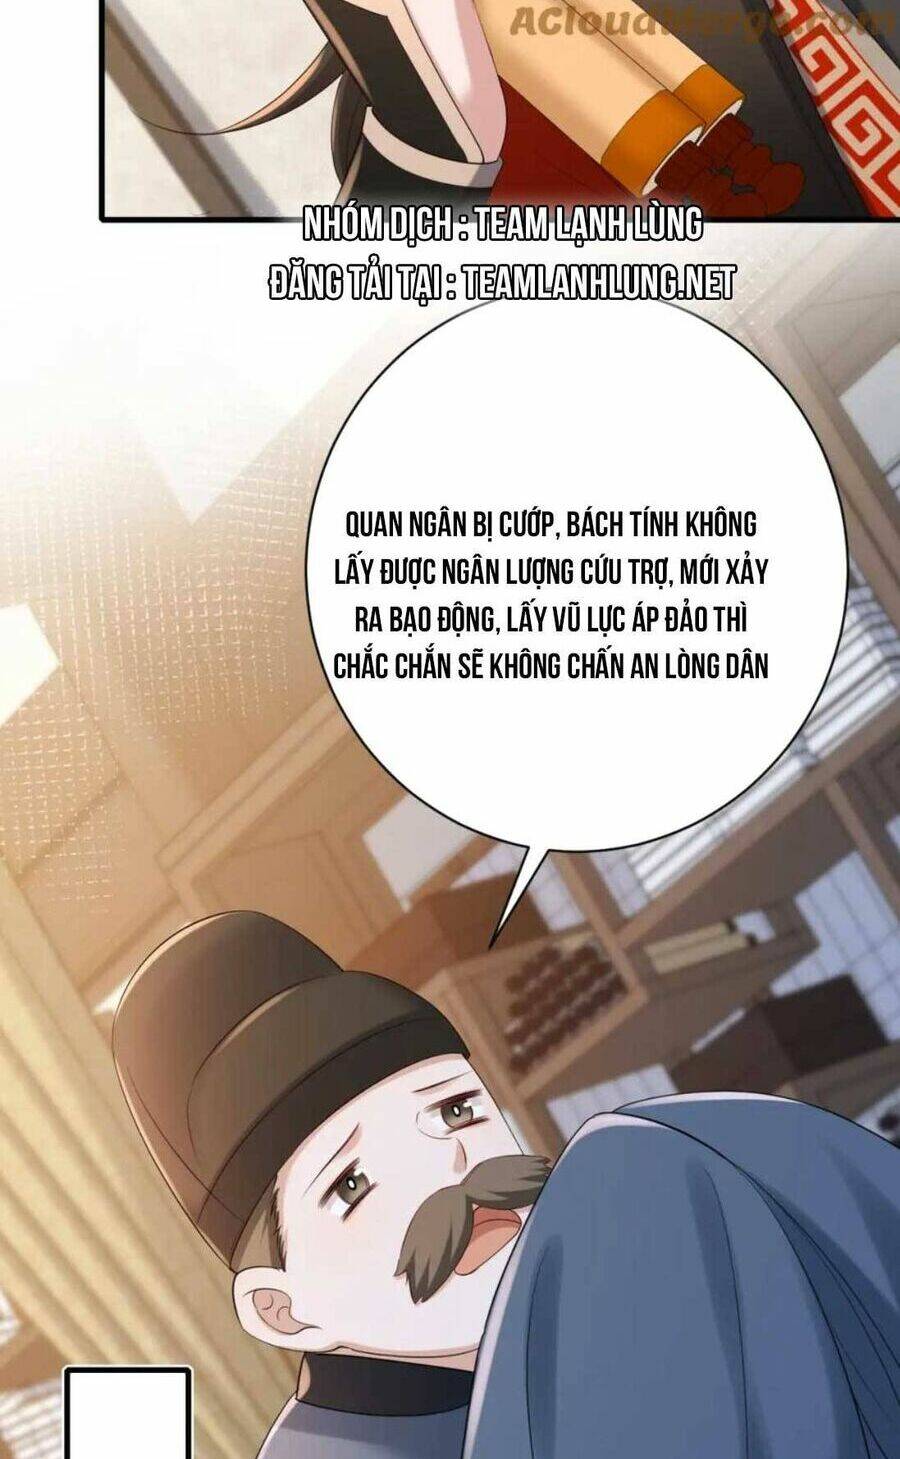 ACloudMerge.com
NHÓM DỊCH : TEAM LẠNH LÙNG
ĐĂNG TẢI TẠI : TEAMLANHLUNG.NET
QUAN NGÂN BỊ CƯỚP, BÁCH TÍNH KHÔNG
LẤY ĐƯỢC NGÂN LƯỢNG CỨU TRỢ, MỚI XẢY
RA BẠO ĐỘNG, LẤY VŨ LỰC ÁP ĐẢO THÌ
CHẮC CHẮN SẼ KHÔNG CHẤN AN LÒNG DÂN